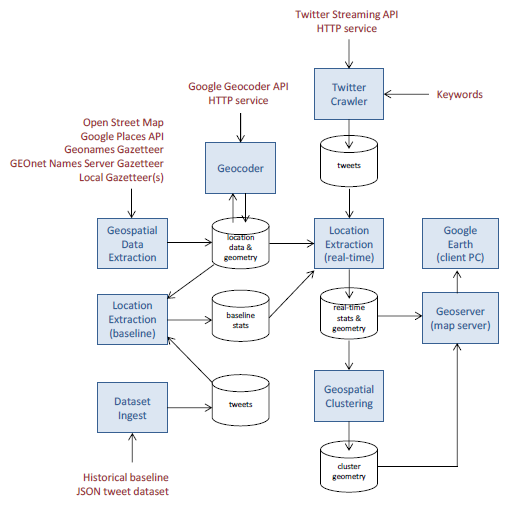 Twitter Streaming API
HTTP service
Twitter
Crawler
Keywords
Google Geocoder API
HTTP service
Open Street Map
Google Places API
Geonames Gazetteer
GEOnet Names Server Gazetteer
Local Gazetteer(s)
Geocoder
tweets
Geospatial
Data
Extraction
location
data &
geometry
Location
Extraction
(real-time)
Google
Earth
(client PC)
Location
Extraction
(baseline)
baseline
stats
real-time
stats &
geometry
Geoserver
(map server)
Dataset
Ingest
tweets
Geospatial
Clustering
cluster
geometry
Historical baseline
JSON tweet dataset